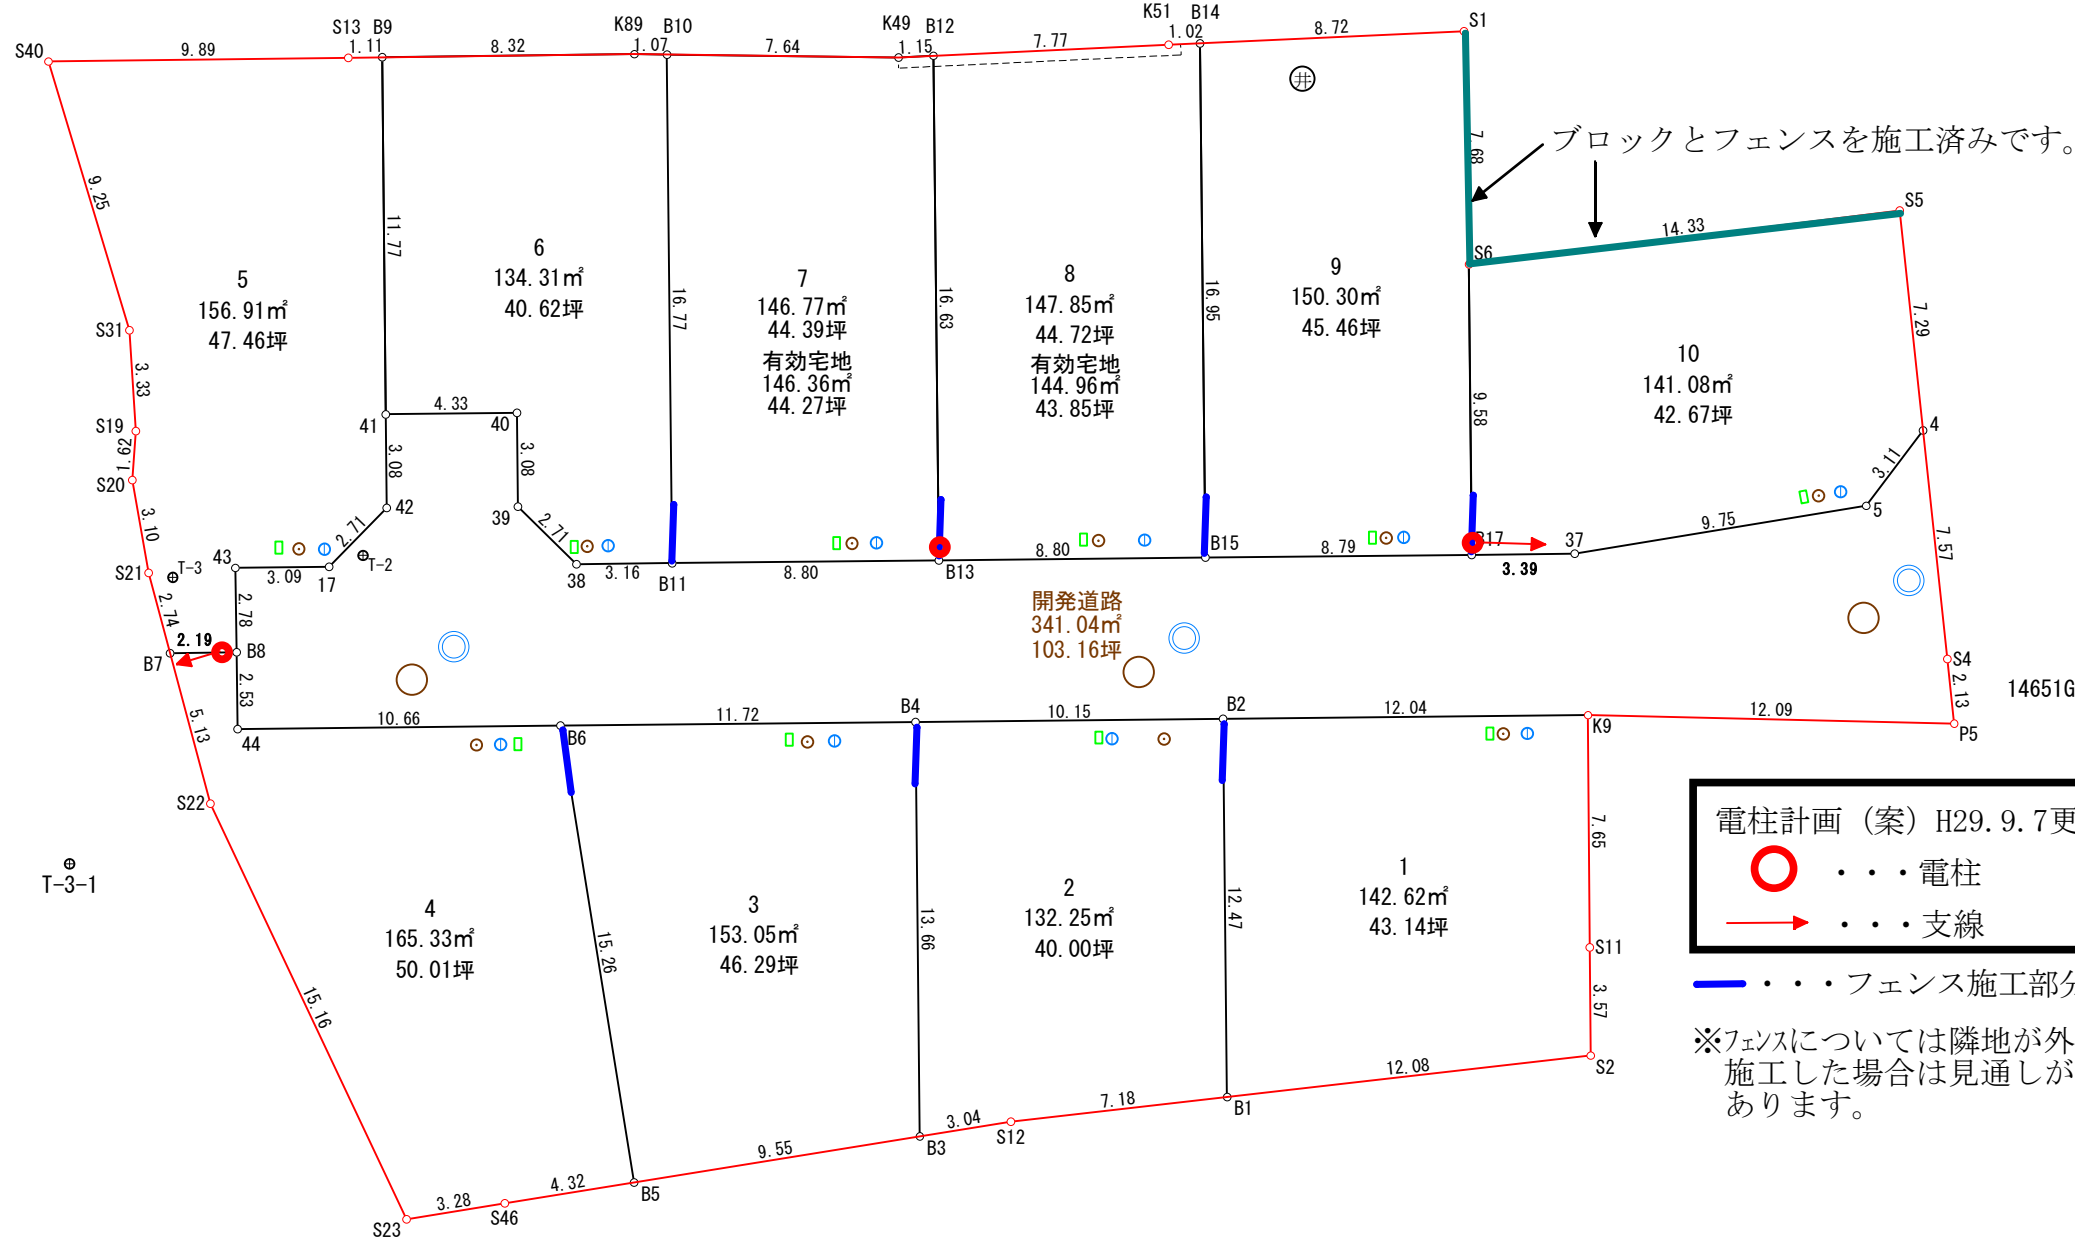 S40
9.89
S13
B9
1.11
8.32
K89
B10
1.07
7.64
K49
B12
1.15
7.77
K51
B14
1.02
8.72
S1
井
7.68
ブロックとフェンスを施工済みです。
S6
14.33
S5
9.25
11.77
16.77
16.63
16.95
9.58
7.29
5
156.91㎡
47.46坪
6
134.31㎡
40.62坪
7
146.77㎡
44.39坪
有効宅地
146.36㎡
44.27坪
8
147.85㎡
44.72坪
有効宅地
144.96㎡
43.85坪
9
150.30㎡
45.46坪
10
141.08㎡
42.67坪
S31
3.33
S19
1.62
S20
3.10
S21
2.74
T-3
41
4.33
40
3.08
3.08
42
39
2.71
2.71
T-2
43
3.09
17
38
3.16
B11
8.80
B13
8.80
B15
8.79
B17
3.39
37
9.75
5
3.11
4
7.57
2.78
2.19
B7
B8
2.53
5.13
44
開発道路
341.04㎡
103.16坪
S4
2.13
14651G
P5
10.66
B6
11.72
B4
10.15
B2
12.04
K9
12.09
S22
T-3-1
15.16
15.26
13.66
12.47
7.65
S11
3.57
S2
4
165.33㎡
50.01坪
3
153.05㎡
46.29坪
2
132.25㎡
40.00坪
1
142.62㎡
43.14坪
12.08
B1
7.18
S12
3.04
B3
9.55
B5
4.32
S46
3.28
S23
電柱計画（案）H29.9.7更
・・・電柱
・・・支線
・・・フェンス施工部分
※フェンスについては隣地が外
施工した場合は見通しが
あります。